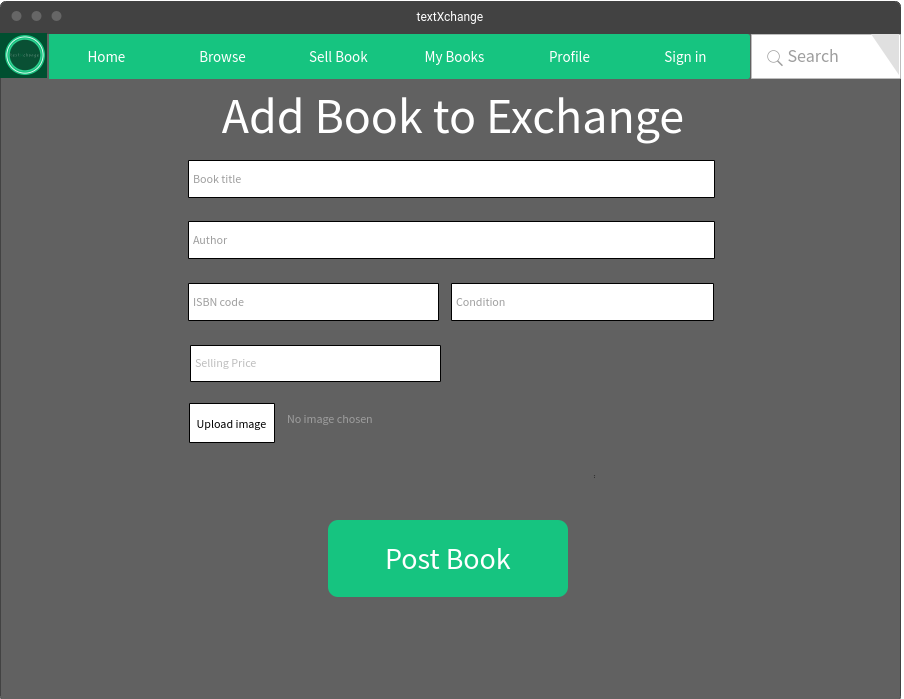 textXchange
Home Browse Sell Book My Books Profile Sign in Search
Add Book to Exchange
Book title
Author
ISBN code Condition
Selling Price
Upload image No image chosen
Post Book